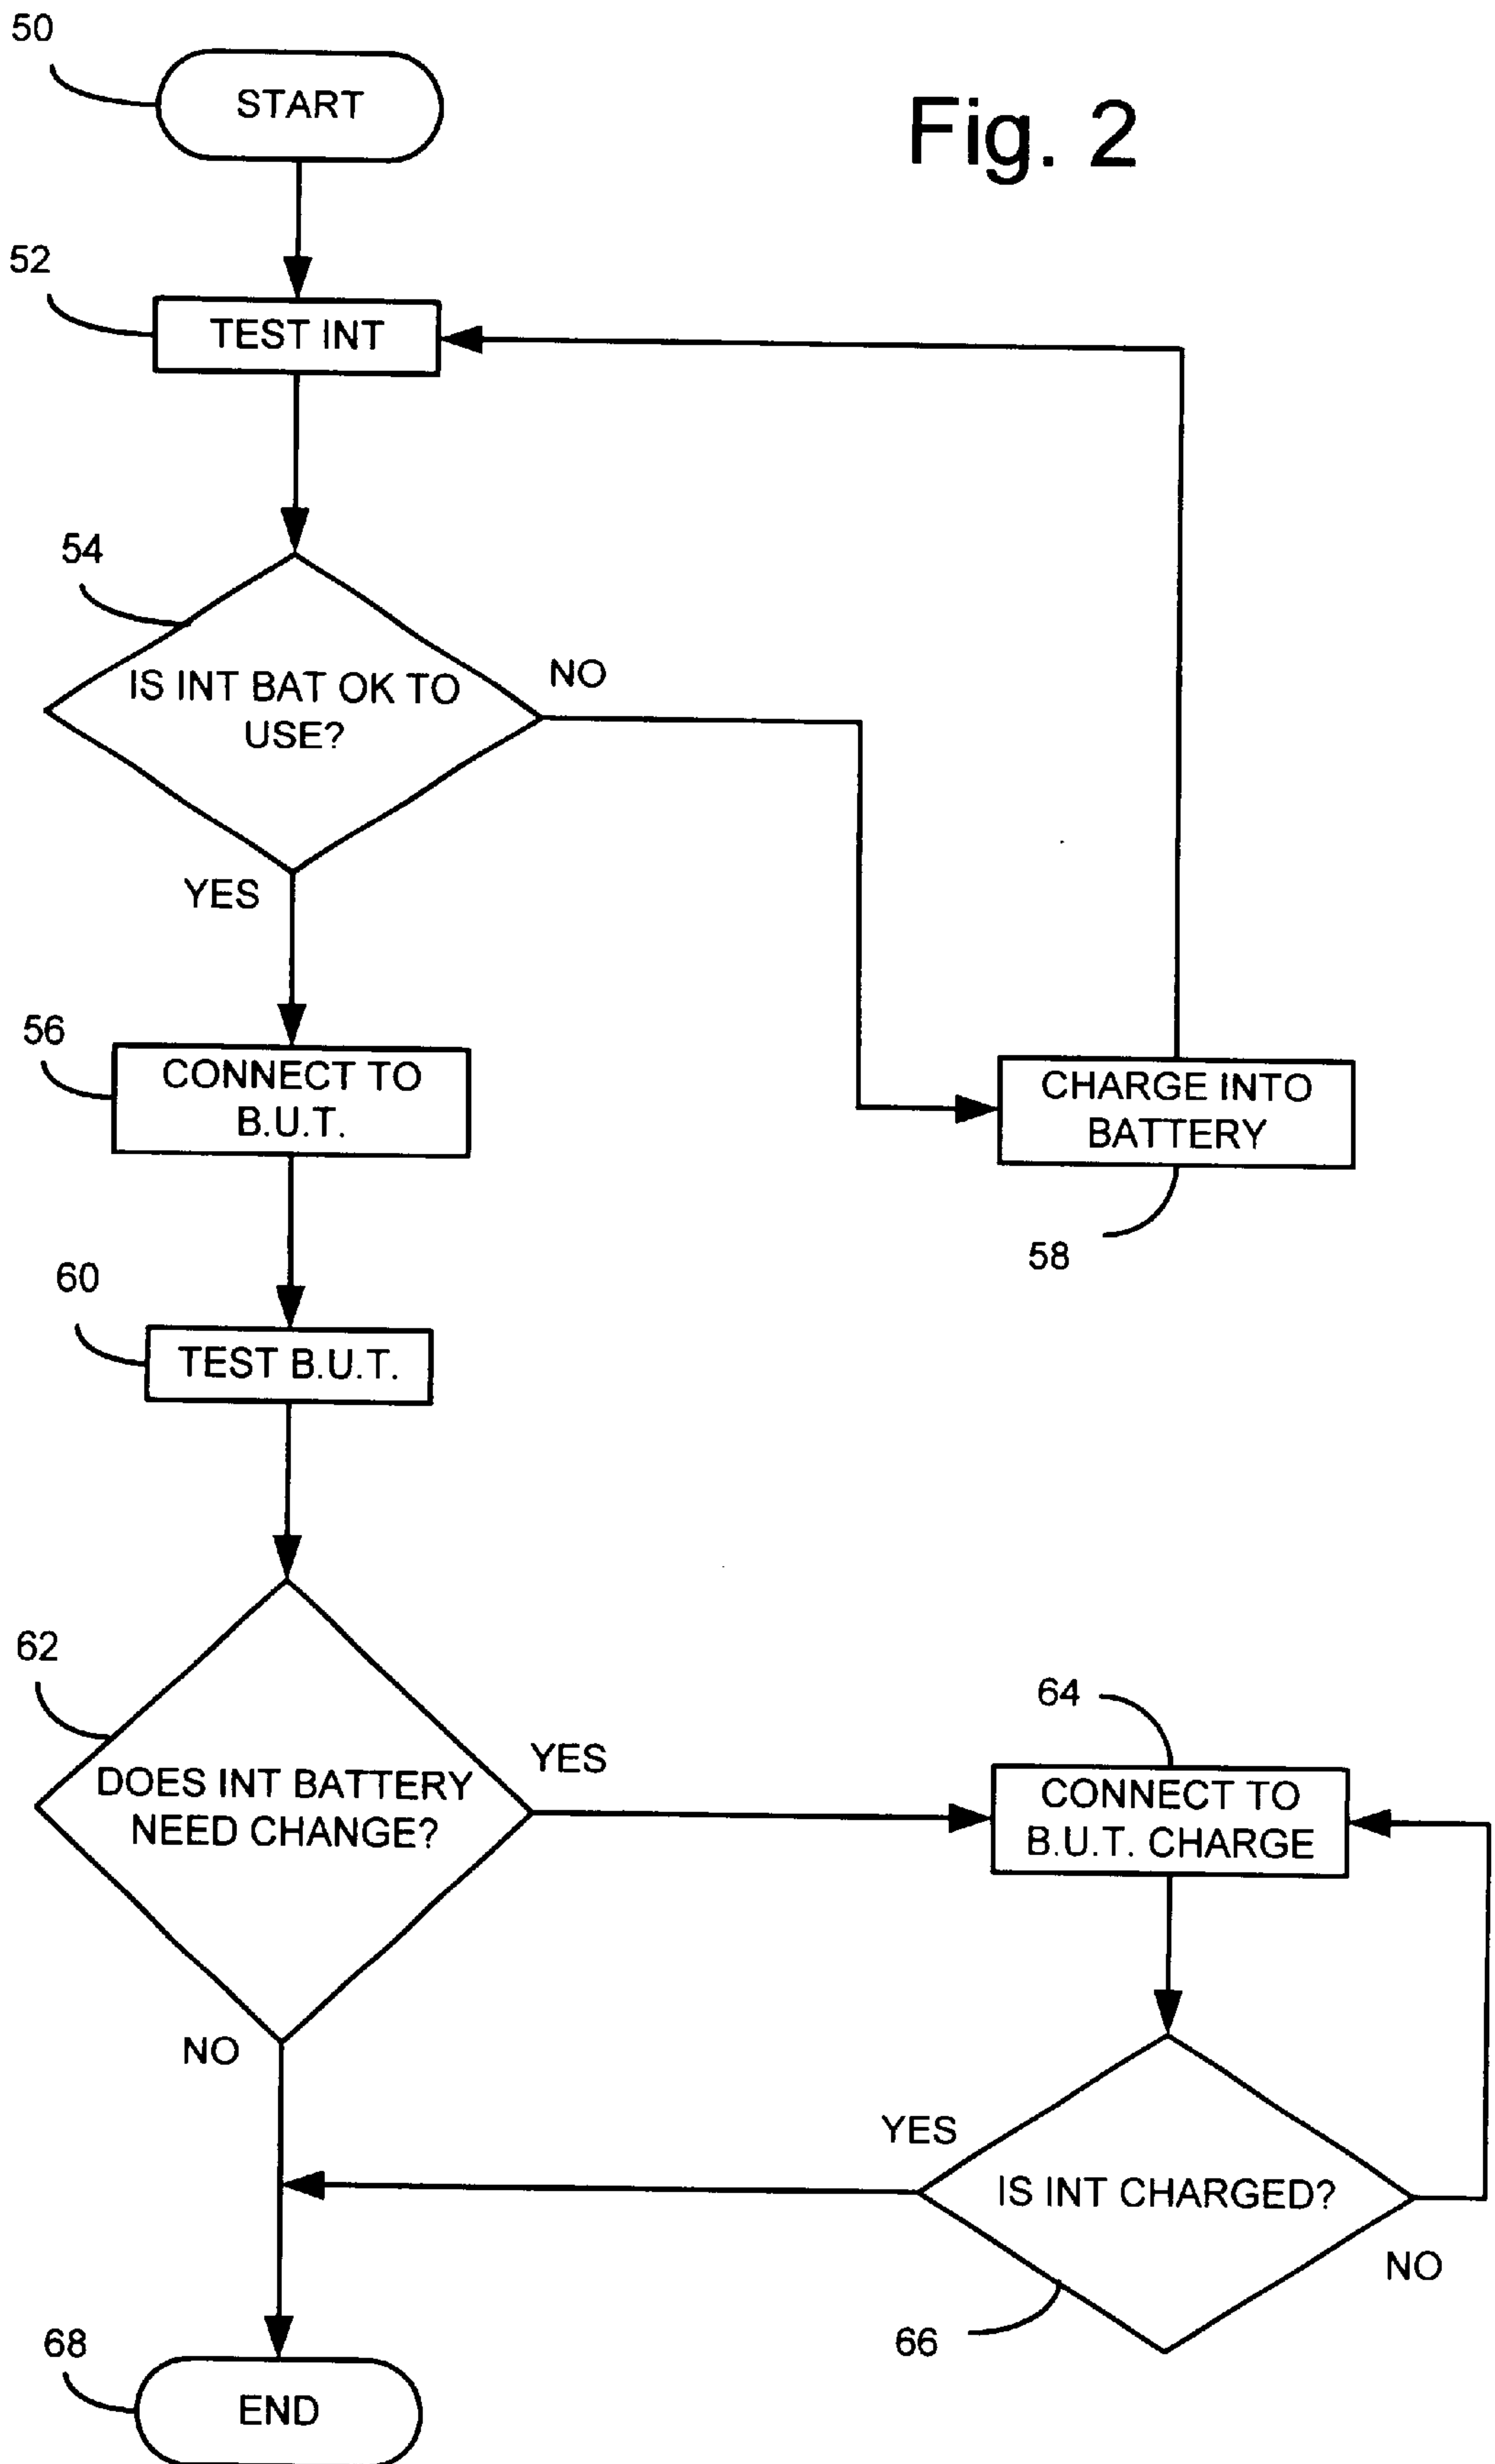 50
START
Fig. 2
52
TEST INT
54
IS INT BAT OK TO
USE?
NO
YES
56
CONNECT TO
B.U.T.
CHARGE INTO
BATTERY
58
60
TEST B.U.T.
62
DOES INT BATTERY
NEED CHANGE?
YES
64
CONNECT TO
B.U.T. CHARGE
NO
YES
IS INT CHARGED?
NO
66
68
END